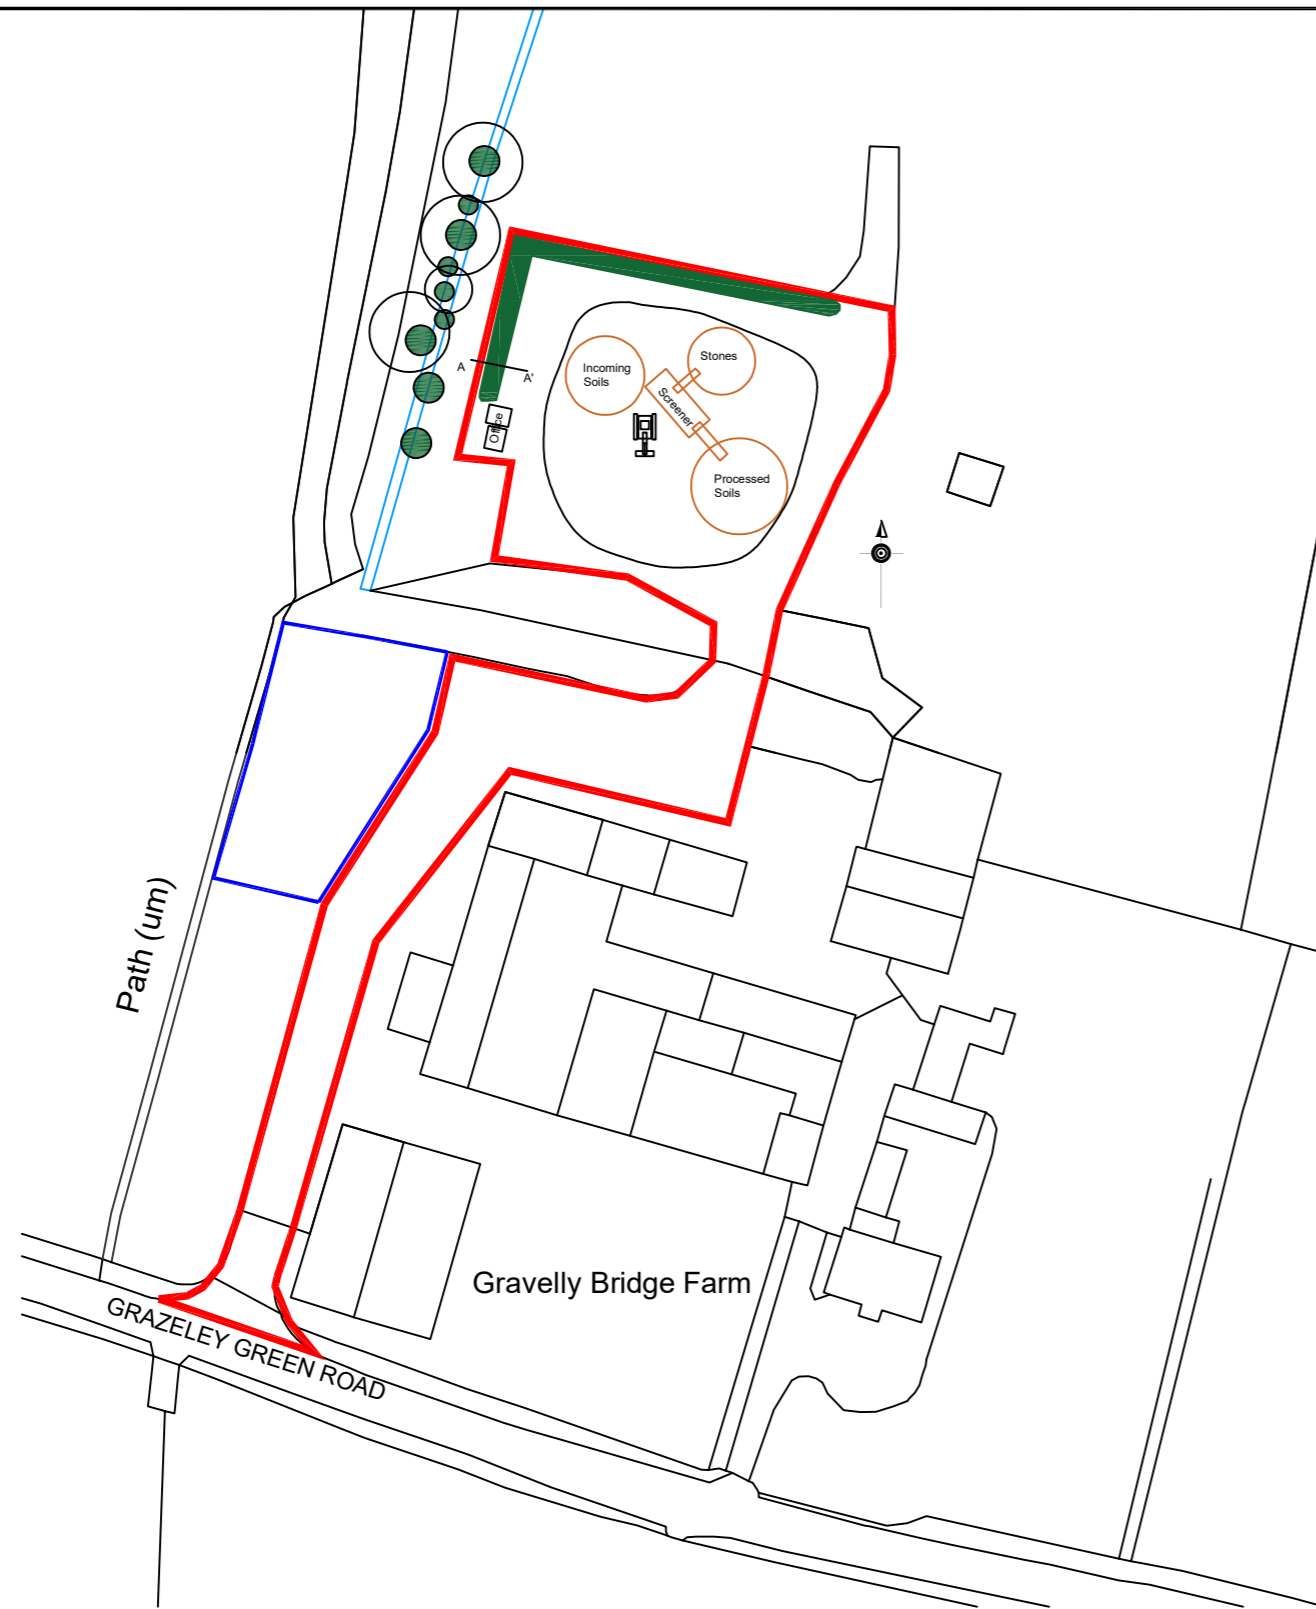 Stones
Incoming
Soils
A
A'
Screener
Office
Processed
Soils
Path (um)
Gravelly Bridge Farm
GRAZELEY GREEN ROAD